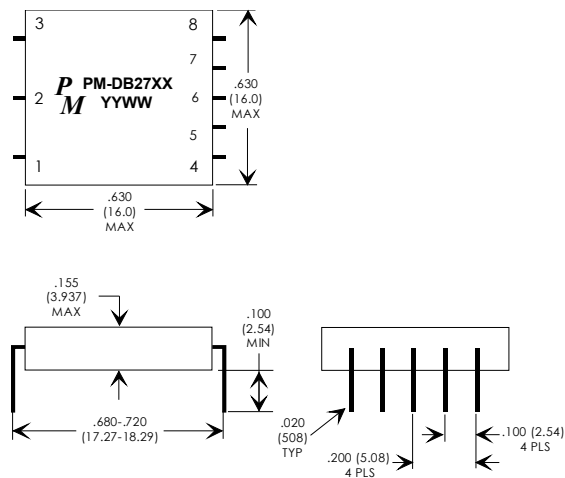 3 8
7
P M PM-DB27XX
YYWW
2 6
5
1 4
.630
(16.0)
MAX
.630
(16.0)
MAX
.155
(3.937)
MAX
.100
(2.54)
MIN
.680-.720
(17.27-18.29)
.020
(508)
TYP
.100 (2.54)
4 PLS
.200 (5.08)
4 PLS